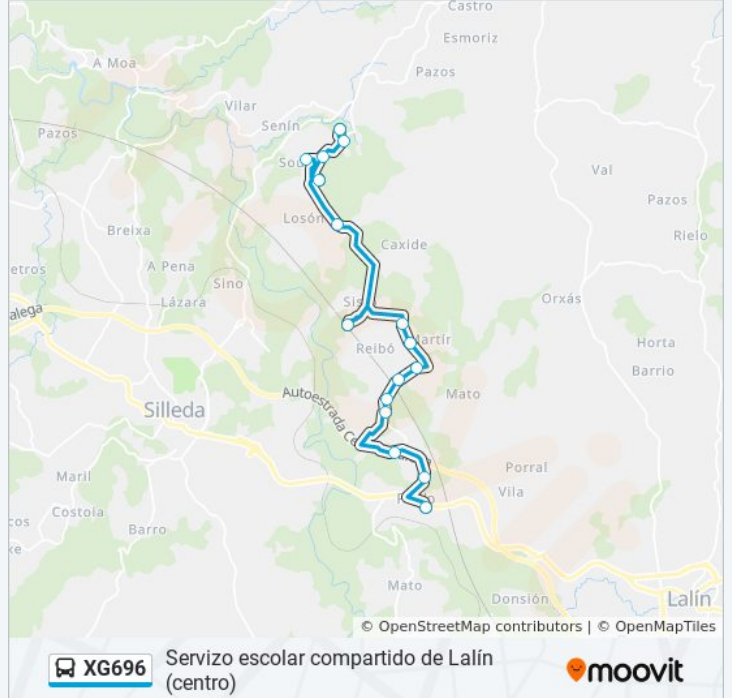 Castro
Esmoriz
A Moa
Pazos
Vilar
Senín
Pazos
Val
Pazos
Losón
Breixa
Rielo
Caxide
A Pena
Sino
Lázara
Orxás
Reibó
Horta
Barrio
Mato
Silleda
Autoestrada Ce
Porral
Vila
Maril
Costoia
Barro
Mato
Donsión
Lalín
© OpenStreetMap contributors | © OpenMapTiles
XG696
Servizo escolar compartido de Lalín
(centro)
moovit